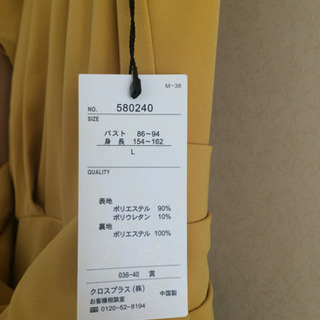 M-38
NO. 580240
SIZE
バスト 86~94
身 長 154~162
L
QUALITY
表地
ポリエステル 90%
ポリウレタン 10%
裏地
ポリエステル 100%
036-40 黄
クロスプラス(株) 中国製
お客様相談室
☎ 0120-52-8194